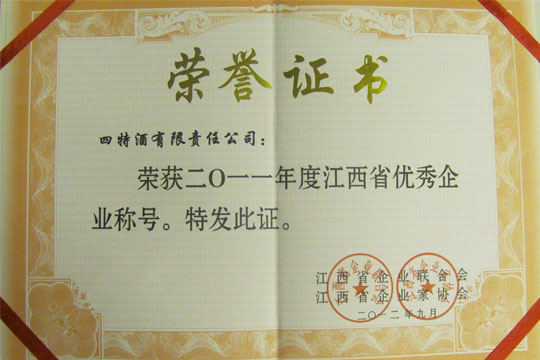 荣誉证书
四特酒有限责任公司：
荣获二〇一一年度江西省优秀企
业称号。特发此证。
江西省企业联合会
江西省企业家协会
二〇一二年九月